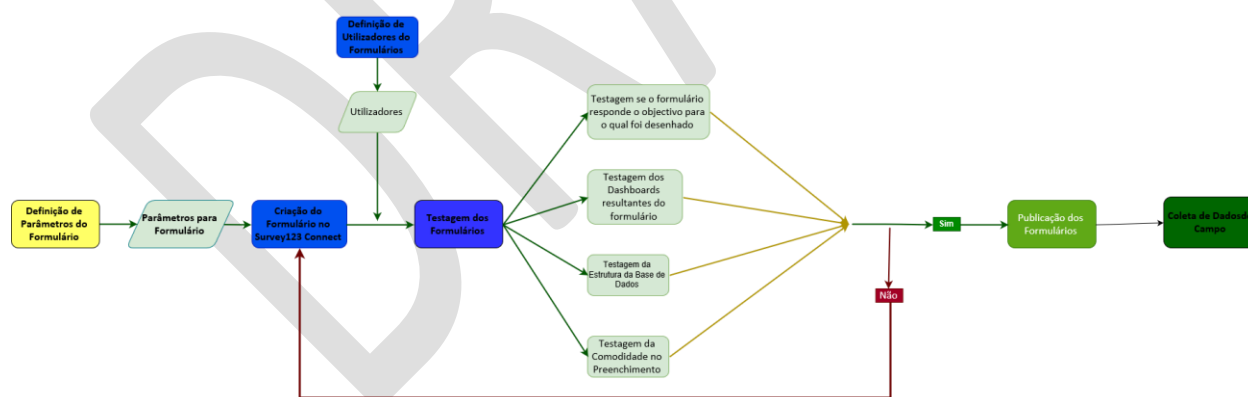 Definição de
Utilizadores do
Formulários
Utilizadores
Testagem se o formulário
responde o objectivo para
o qual foi desenhado
Testagem dos
Dashboards
resultantes do
formulário
Definição de
Parâmetros do
Formulário
Parâmetros para
Formulário
Criação do
Formulário no
Survey123 Connect
Testagem dos
Formulários
Sim
Publicação dos
Formulários
Coleta de Dadosde
Campo
Testagem da
Estrutura da Base de
Dados
Não
Testagem da
Comodidade no
Preenchimento